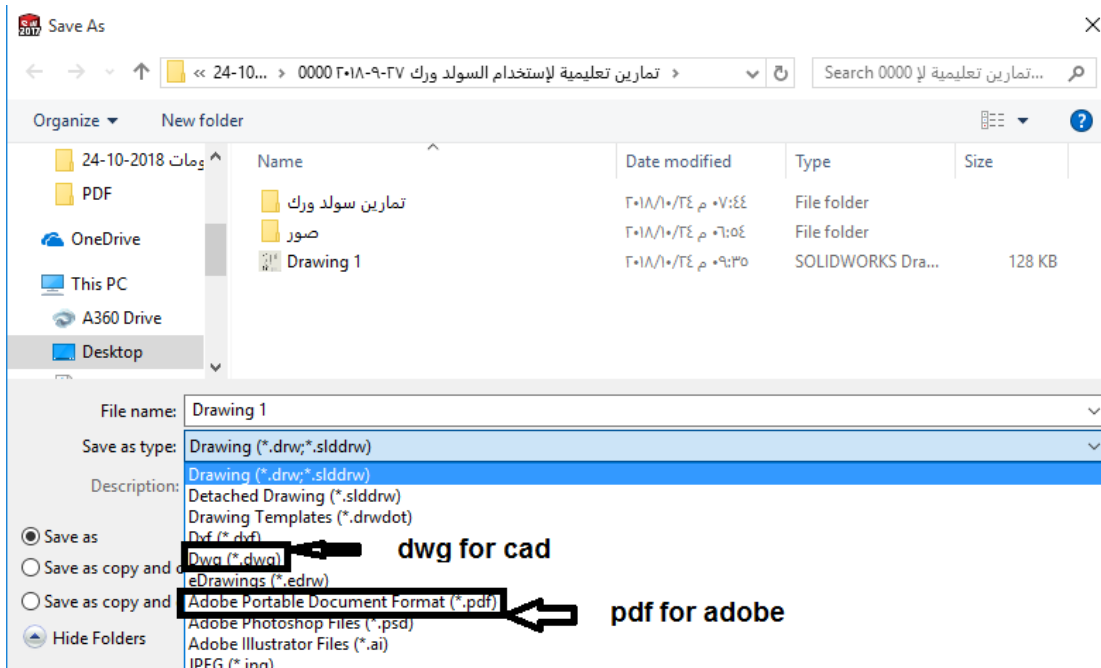 SW 2017 Save As
« 24-10... › 0000 تمارين تعليمية لإستخدام السولد ورك ٢٧-٩-٢٠١٨ ›
Search 0000 تمارين تعليمية لإ...
Organize New folder
Name Date modified Type Size
ومات 2018-10-24
PDF
OneDrive
This PC
A360 Drive
Desktop
تمارين سولد ورك ٢٠١٨/١٠/٢٤ م ٠٧:٤٤ File folder
صور ٢٠١٨/١٠/٢٤ م ٠٦:٥٤ File folder
Drawing 1 ٢٠١٨/١٠/٢٤ م ٠٩:٣٥ SOLIDWORKS Dra... 128 KB
File name: Drawing 1
Save as type: Drawing (*.drw;*.slddrw)
Description:
Drawing (*.drw;*.slddrw)
Detached Drawing (*.slddrw)
Drawing Templates (*.drwdot)
Save as
Dxf (*.dxf)
Dwg (*.dwg)
dwg for cad
Save as copy and
eDrawings (*.edrw)
Save as copy and
Adobe Portable Document Format (*.pdf)
pdf for adobe
Adobe Photoshop Files (*.psd)
Hide Folders
Adobe Illustrator Files (*.ai)
JPEG (*.jpg)